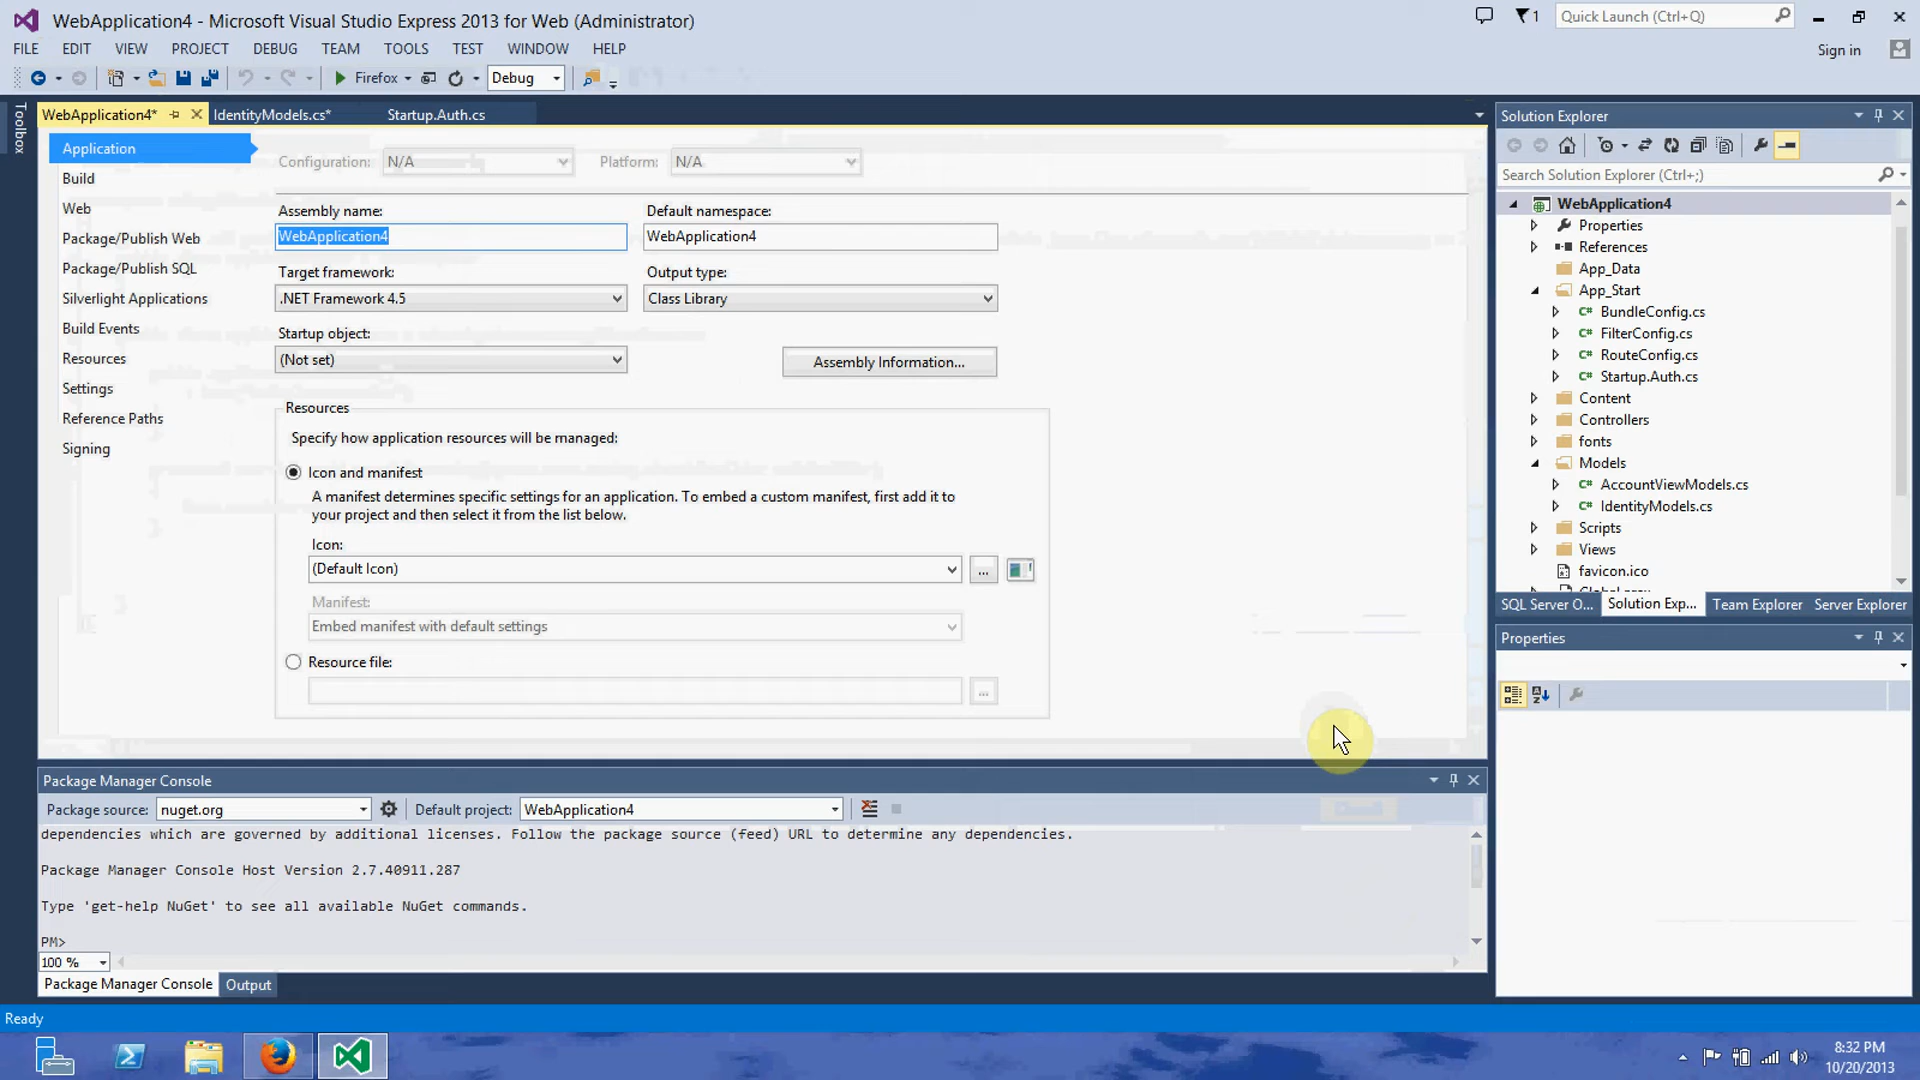 WebApplication4 - Microsoft Visual Studio Express 2013 for Web (Administrator)
1
Quick Launch (Ctrl+Q)
FILE EDIT VIEW PROJECT DEBUG TEAM TOOLS TEST WINDOW HELP
Sign in
Firefox
Debug
Toolbox
WebApplication4*
IdentityModels.cs*
Startup.Auth.cs
Application
Build
Web
Package/Publish Web
Package/Publish SQL
Silverlight Applications
Build Events
Resources
Settings
Reference Paths
Signing
Configuration: N/A
Platform: N/A
Assembly name:
WebApplication4
Default namespace:
WebApplication4
Target framework:
.NET Framework 4.5
Output type:
Class Library
Startup object:
(Not set)
Assembly Information...
Resources
Specify how application resources will be managed:
Icon and manifest
A manifest determines specific settings for an application. To embed a custom manifest, first add it to
your project and then select it from the list below.
Icon:
(Default Icon)
...
Manifest:
Embed manifest with default settings
Resource file:
...
Solution Explorer
Search Solution Explorer (Ctrl+;)
WebApplication4
Properties
References
App_Data
App_Start
C# BundleConfig.cs
C# FilterConfig.cs
C# RouteConfig.cs
C# Startup.Auth.cs
Content
Controllers
fonts
Models
C# AccountViewModels.cs
C# IdentityModels.cs
Scripts
Views
favicon.ico
SQL Server O...
Solution Exp...
Team Explorer
Server Explorer
Properties
Package Manager Console
Package source: nuget.org
Default project: WebApplication4
dependencies which are governed by additional licenses. Follow the package source (feed) URL to determine any dependencies.
Package Manager Console Host Version 2.7.40911.287
Type 'get-help NuGet' to see all available NuGet commands.
PM>
100 %
Package Manager Console
Output
Ready
8:32 PM
10/20/2013